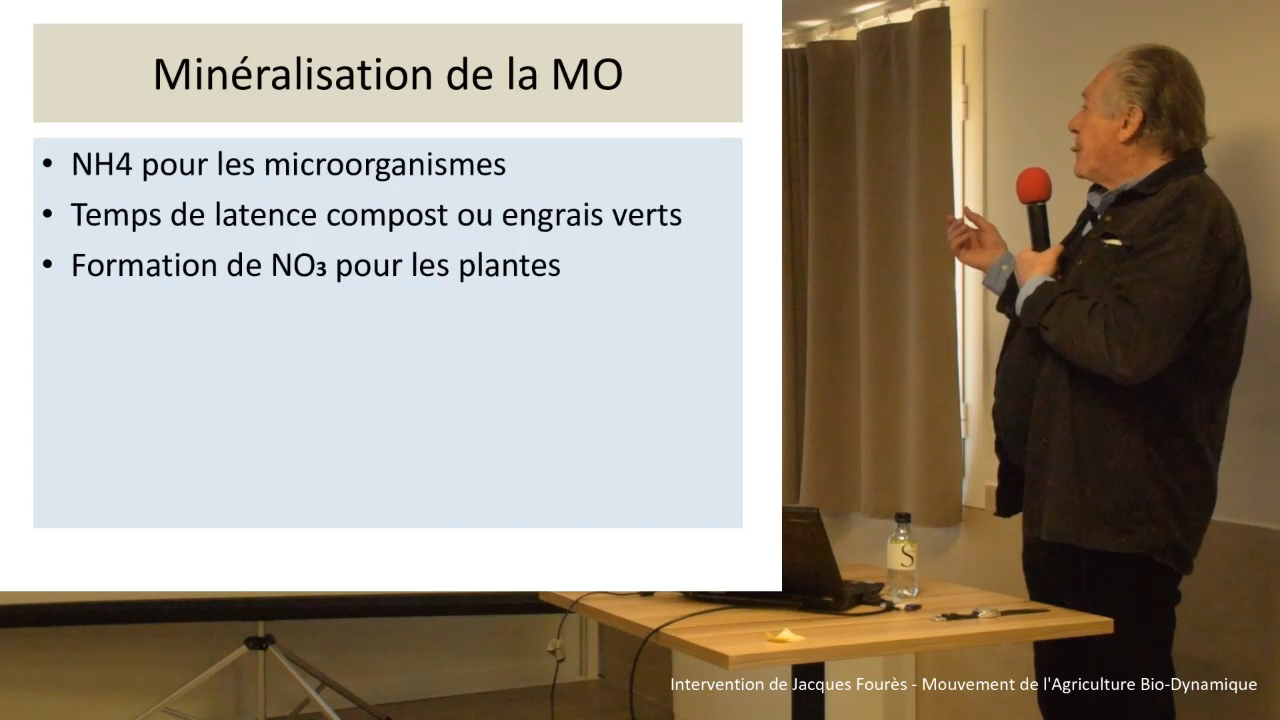 Minéralisation de la MO
• NH4 pour les microorganismes
• Temps de latence compost ou engrais verts
• Formation de NO₃ pour les plantes
S
Intervention de Jacques Fourès - Mouvement de l'Agriculture Bio-Dynamique